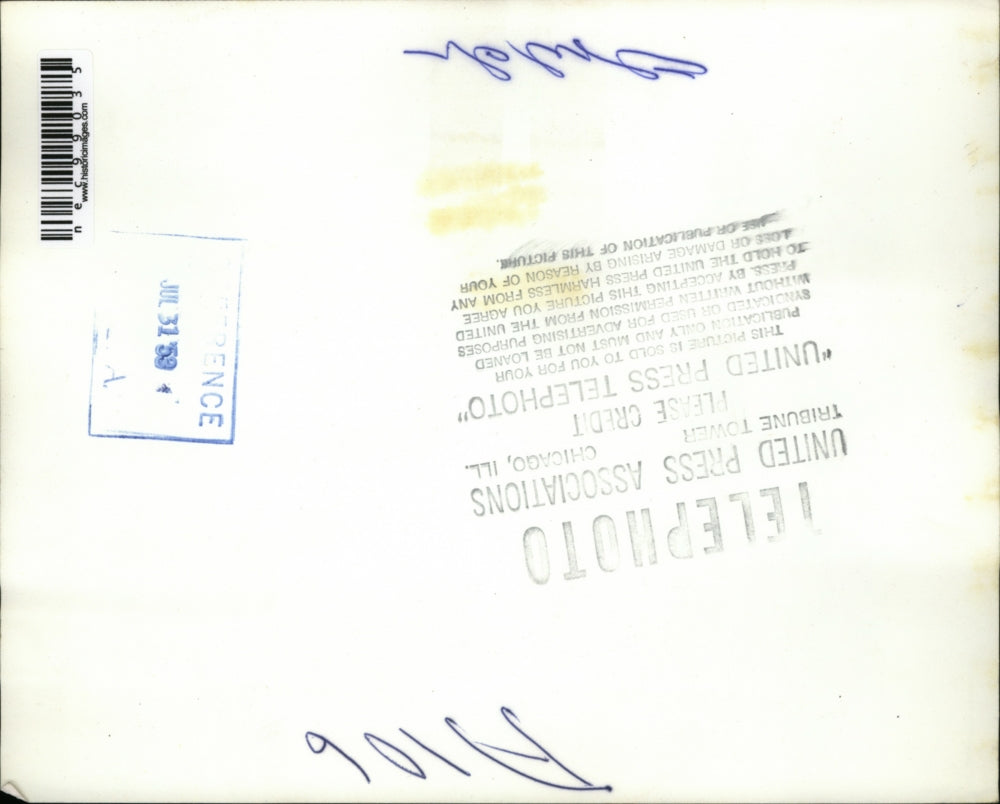 nec99035
www.historicimages.com
RENCE
JUL 31 '59
TELEPHOTO
UNITED PRESS ASSOCIATIONS
TRIBUNE TOWER CHICAGO, ILL.
PLEASE CREDIT
"UNITED PRESS TELEPHOTO"
THIS PICTURE IS SOLD TO YOU FOR YOUR
PUBLICATION ONLY AND MUST NOT BE LOANED
SYNDICATED OR USED FOR ADVERTISING PURPOSES
WITHOUT WRITTEN PERMISSION FROM THE UNITED
PRESS. BY ACCEPTING THIS PICTURE YOU AGREE
TO HOLD THE UNITED PRESS HARMLESS FROM ANY
LOSS OR DAMAGE ARISING BY REASON OF YOUR
USE OR PUBLICATION OF THIS PICTURE.